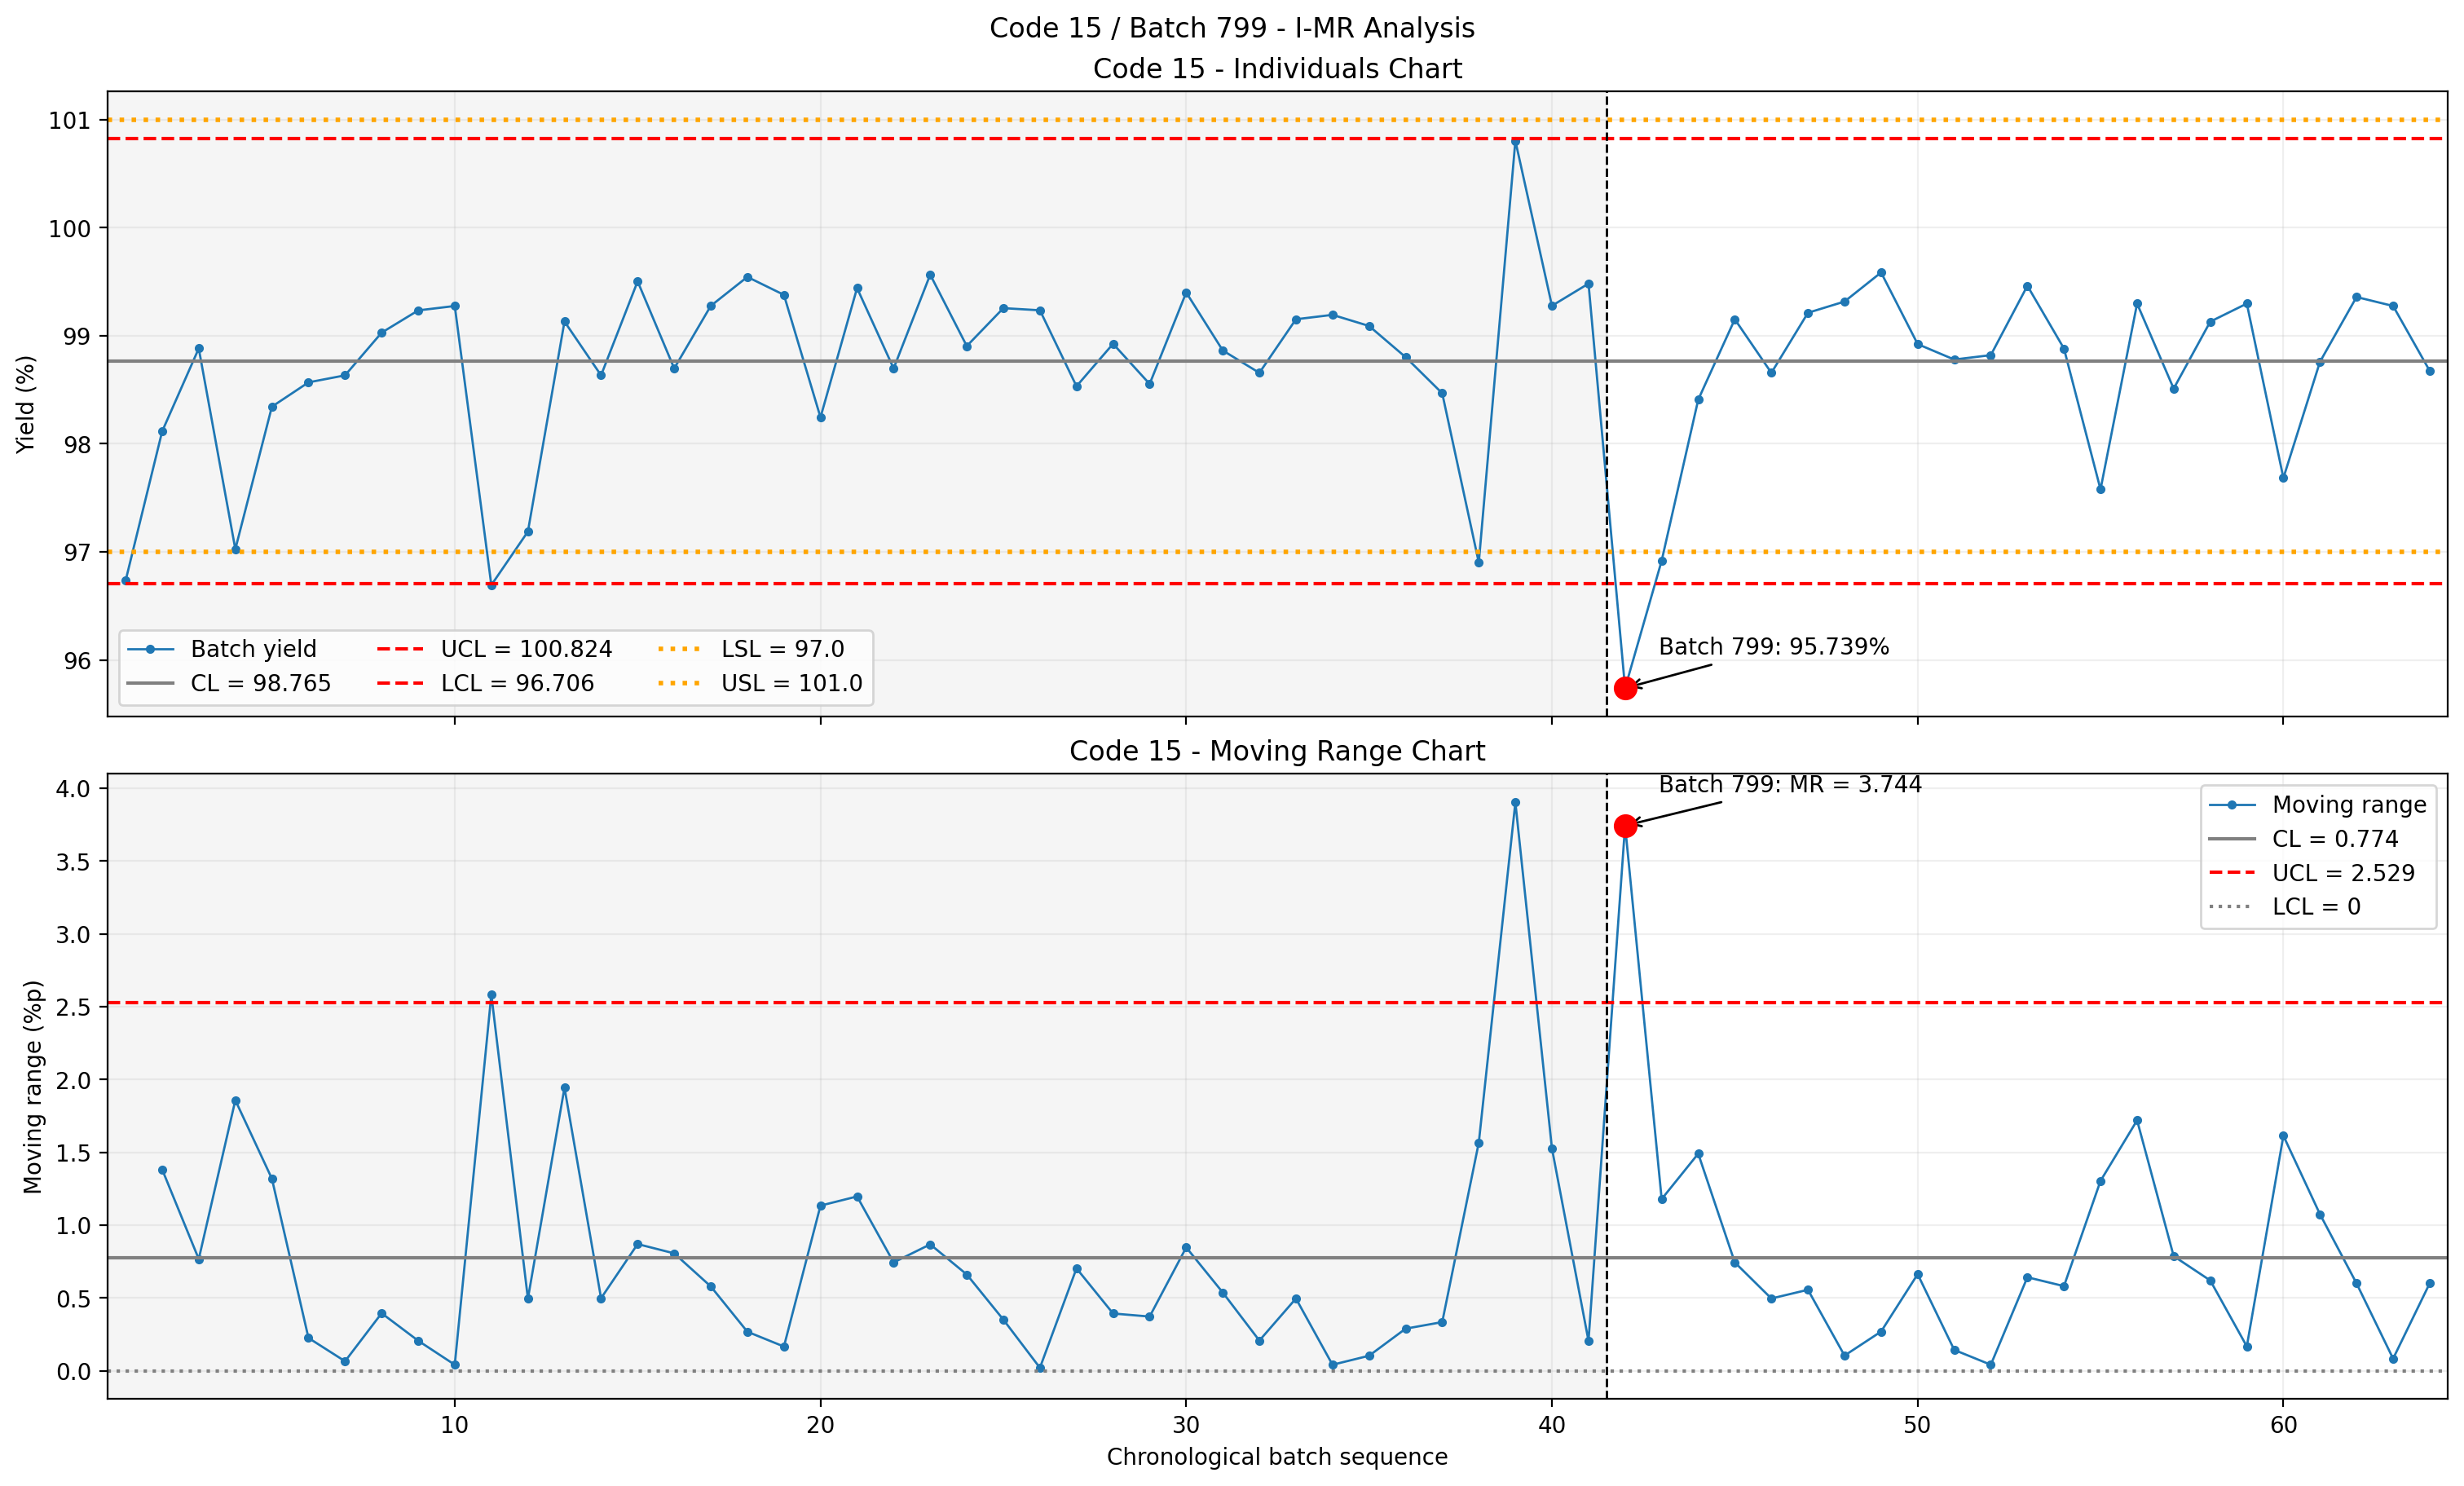 Code 15 / Batch 799 - I-MR Analysis
Code 15 - Individuals Chart
Yield (%)
101
100
99
98
97
96
Batch 799: 95.739%
Batch yield
CL = 98.765
UCL = 100.824
LCL = 96.706
LSL = 97.0
USL = 101.0
Code 15 - Moving Range Chart
Moving range (%p)
4.0
3.5
3.0
2.5
2.0
1.5
1.0
0.5
0.0
Batch 799: MR = 3.744
Moving range
CL = 0.774
UCL = 2.529
LCL = 0
10 20 30 40 50 60
Chronological batch sequence